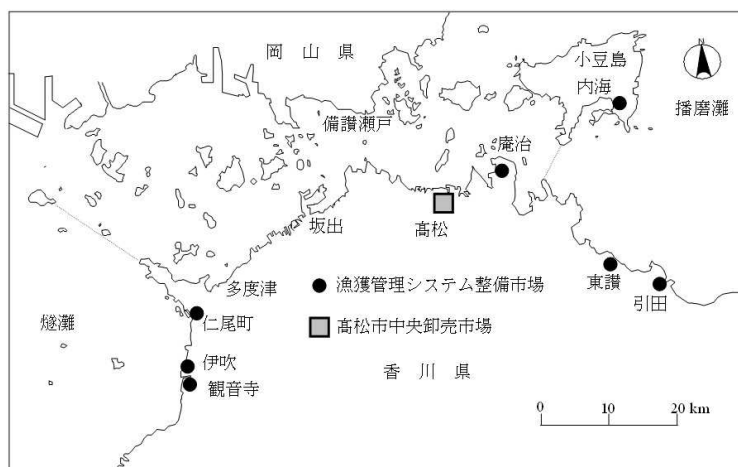 岡山県
小豆島
内海
播磨灘
備讃瀬戸
庵治
高松
坂出
東讃
引田
多度津
漁獲管理システム整備市場
仁尾町
燧灘
髙松市中央卸売市場
伊吹
香川県
観音寺
0 10 20 km